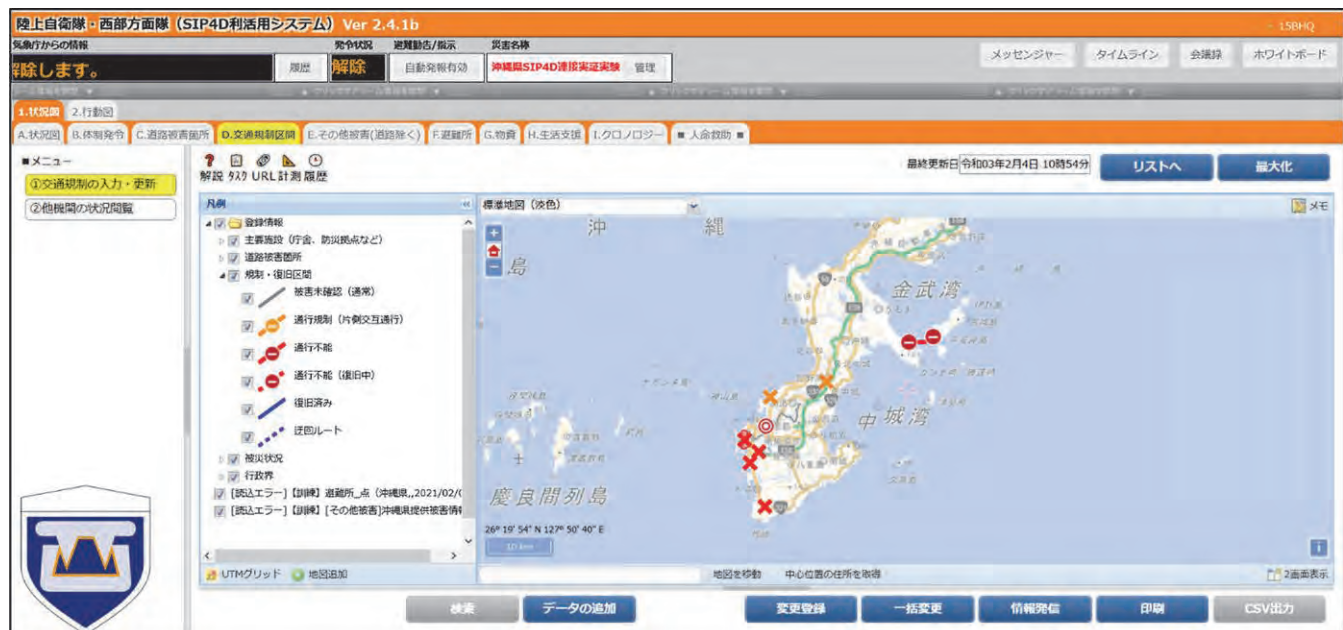 陸上自衛隊・西部方面隊（SIP4D利活用システム）Ver 2.4.1b
- 15BHQ
気象庁からの情報
発令状況
避難勧告/指示
災害名称
解除します。
履歴
解除
自動発報有効
沖縄県SIP4D連接実証実験
管理
メッセンジャー
タイムライン
会議録
ホワイトボード
1.状況図
2.行動図
A.状況図
B.体制発令
C.道路被害箇所
D.交通規制区間
E.その他被害(道路除く)
F.避難所
G.物資
H.生活支援
I.クロノロジー
■ 人命救助 ■
■メニュー
①交通規制の入力・更新
②他機関の状況閲覧
解説 タスク URL 計測 履歴
最終更新日 令和03年2月4日 10時54分
リストへ
最大化
凡例
登録情報
主要施設（庁舎、防災拠点など）
道路被害箇所
規制・復旧区間
被害未確認（通常）
通行規制（片側交互通行）
通行不能
通行不能（復旧中）
復旧済み
迂回ルート
被災状況
行政界
[読込エラー]【訓練】避難所_点（沖縄県,,2021/02/0
[読込エラー]【訓練】[その他被害]沖縄県提供被害情報
UTMグリッド
地図追加
標準地図（淡色）
メモ
沖 縄
島
金武湾
うるま
中城湾
慶良間列島
26° 19' 54" N 127° 50' 40" E
10 km
地図を移動
中心位置の住所を取得
2画面表示
検索
データの追加
変更登録
一括変更
情報発信
印刷
CSV出力